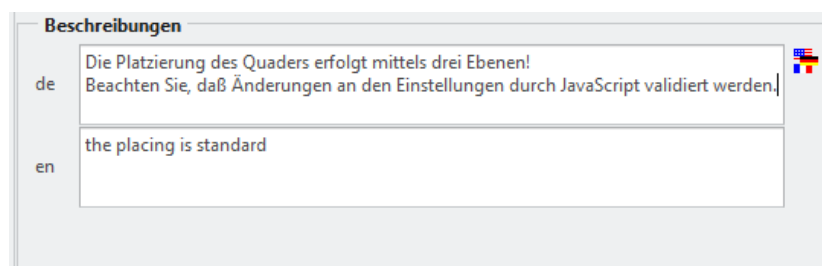 Beschreibungen
de
Die Platzierung des Quaders erfolgt mittels drei Ebenen!
Beachten Sie, daß Änderungen an den Einstellungen durch JavaScript validiert werden.
en
the placing is standard